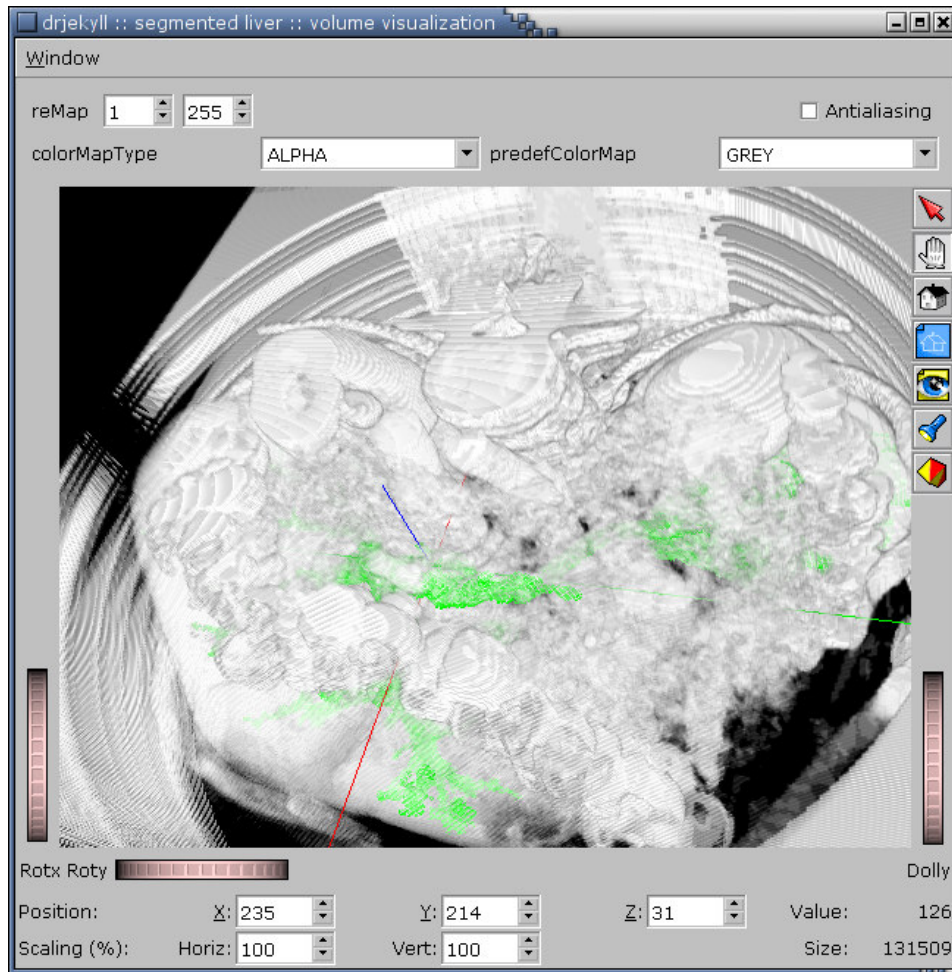 drjekyll :: segmented liver :: volume visualization
Window
reMap 1 255 Antialiasing
colorMapType ALPHA predefColorMap GREY
Rotx Roty Dolly
Position: X: 235 Y: 214 Z: 31 Value: 126
Scaling (%): Horiz: 100 Vert: 100 Size: 131509